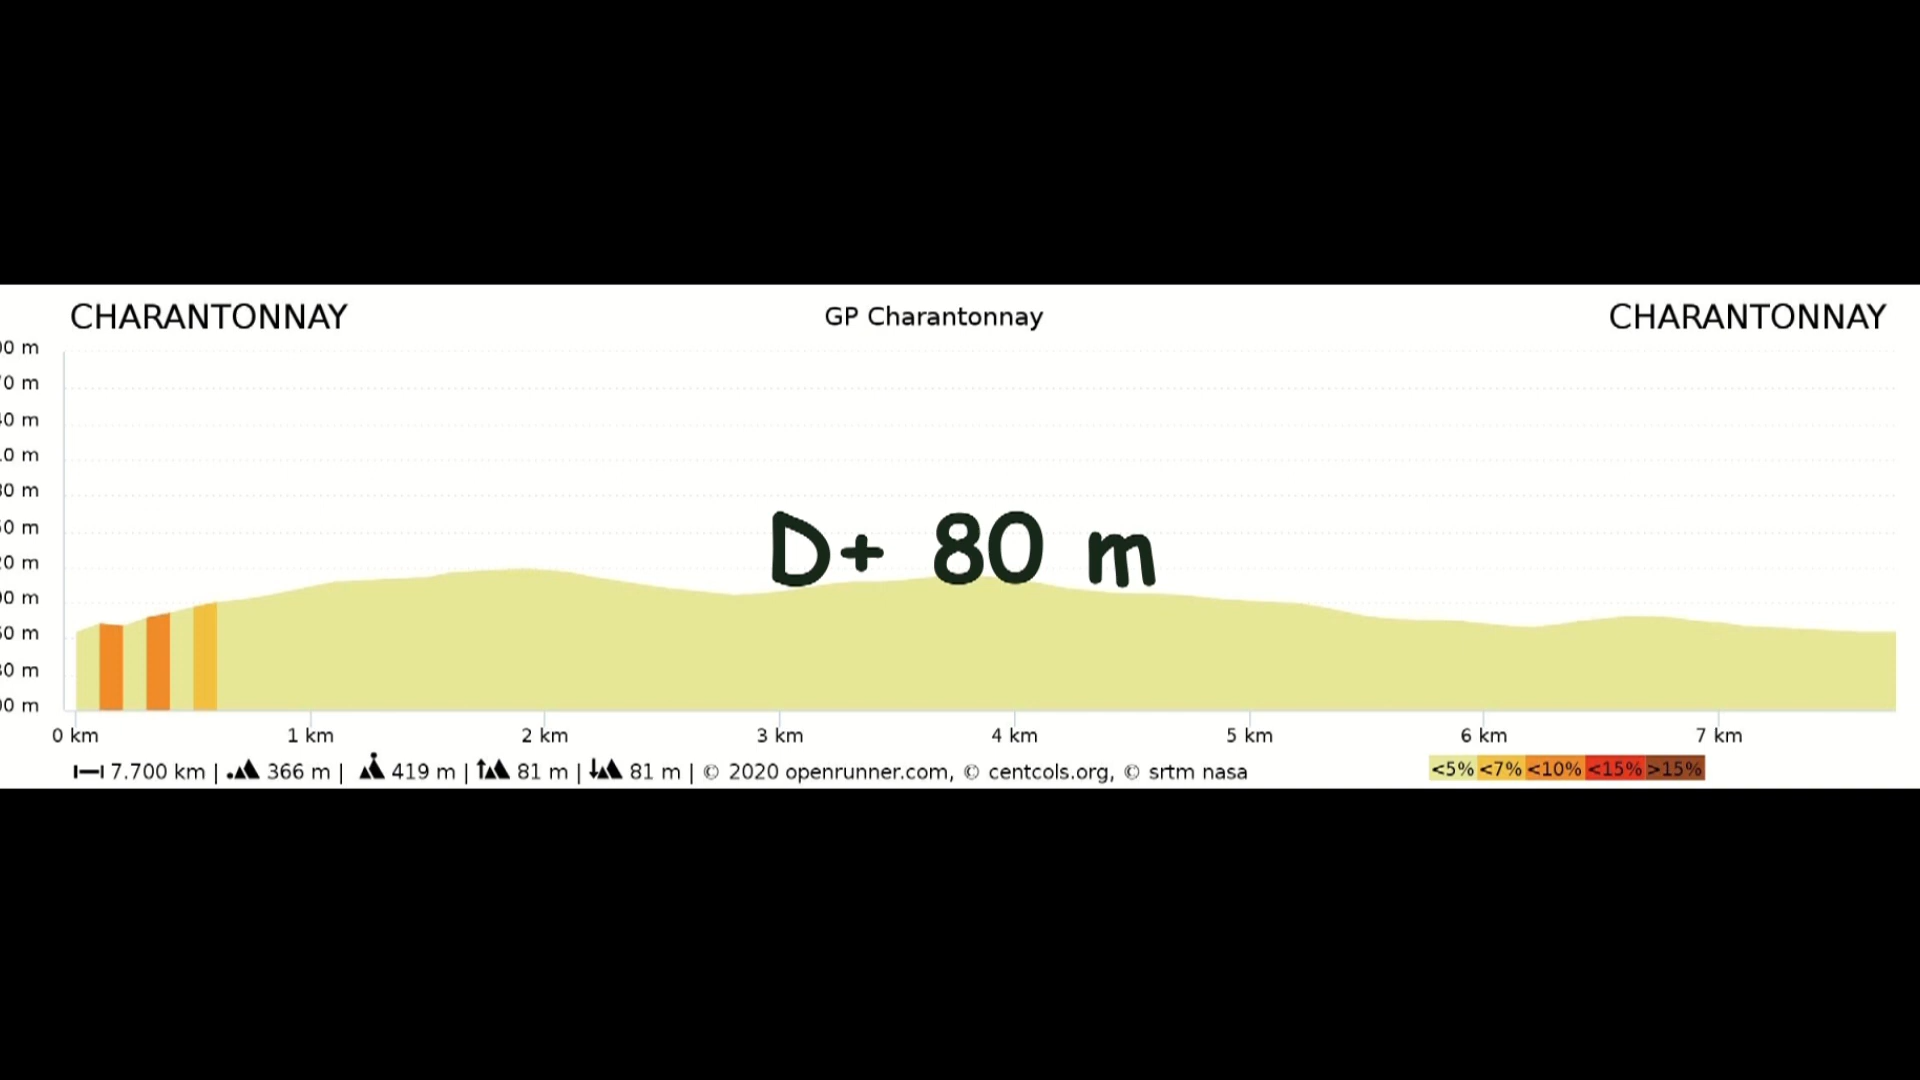 CHARANTONNAY GP Charantonnay CHARANTONNAY
D+ 80 m
0 km 1 km 2 km 3 km 4 km 5 km 6 km 7 km
7.700 km | 366 m | 419 m | 81 m | 81 m | © 2020 openrunner.com, © centcols.org, © srtm nasa <5% <7% <10% <15% >15%